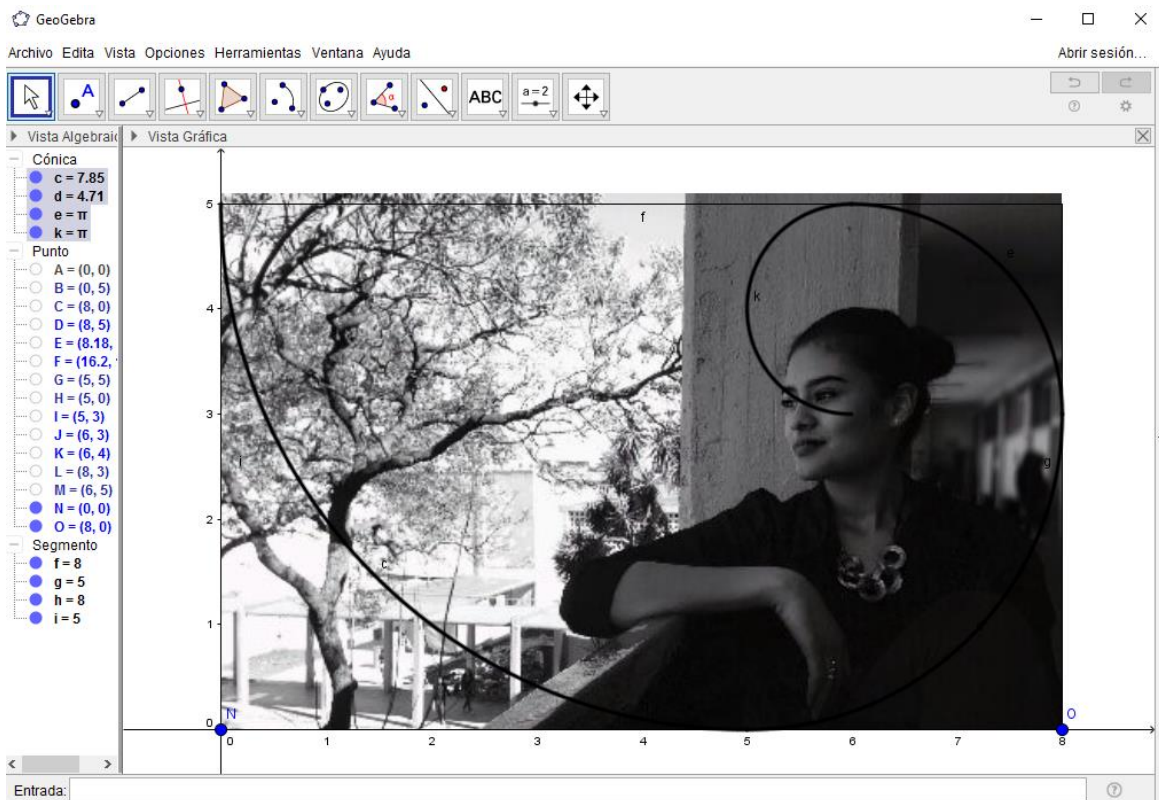 GeoGebra
Archivo Edita Vista Opciones Herramientas Ventana Ayuda
Abrir sesión...
A
α
ABC
a = 2
Vista Algebraic
Vista Gráfica
Cónica
c = 7.85
d = 4.71
e = π
k = π
Punto
A = (0, 0)
B = (0, 5)
C = (8, 0)
D = (8, 5)
E = (8.18,
F = (16.2,
G = (5, 5)
H = (5, 0)
I = (5, 3)
J = (6, 3)
K = (6, 4)
L = (8, 3)
M = (6, 5)
N = (0, 0)
O = (8, 0)
Segmento
f = 8
g = 5
h = 8
i = 5
5
f
e
k
4
3
i
g
2
c
1
0
N
O
0 1 2 3 4 5 6 7 8
Entrada: